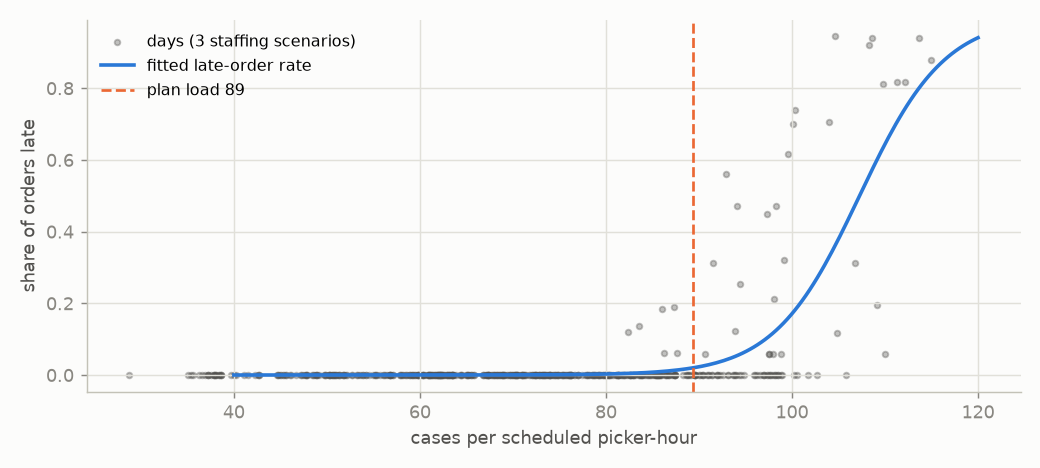 days (3 staffing scenarios)
fitted late-order rate
plan load 89
share of orders late
0.8
0.6
0.4
0.2
0.0
40 60 80 100 120
cases per scheduled picker-hour